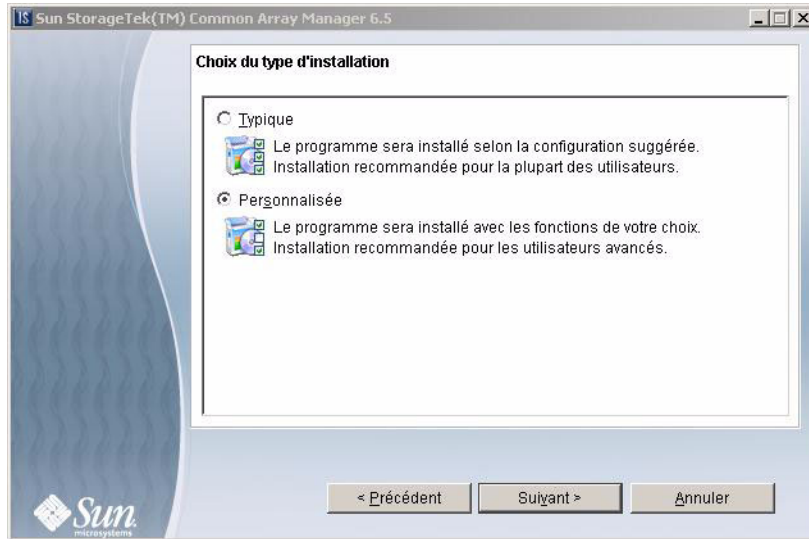 Sun StorageTek(TM) Common Array Manager 6.5
Choix du type d'installation
Typique
Le programme sera installé selon la configuration suggérée.
Installation recommandée pour la plupart des utilisateurs.
Personnalisée
Le programme sera installé avec les fonctions de votre choix.
Installation recommandée pour les utilisateurs avancés.
< Précédent
Suivant >
Annuler
Sun
microsystems